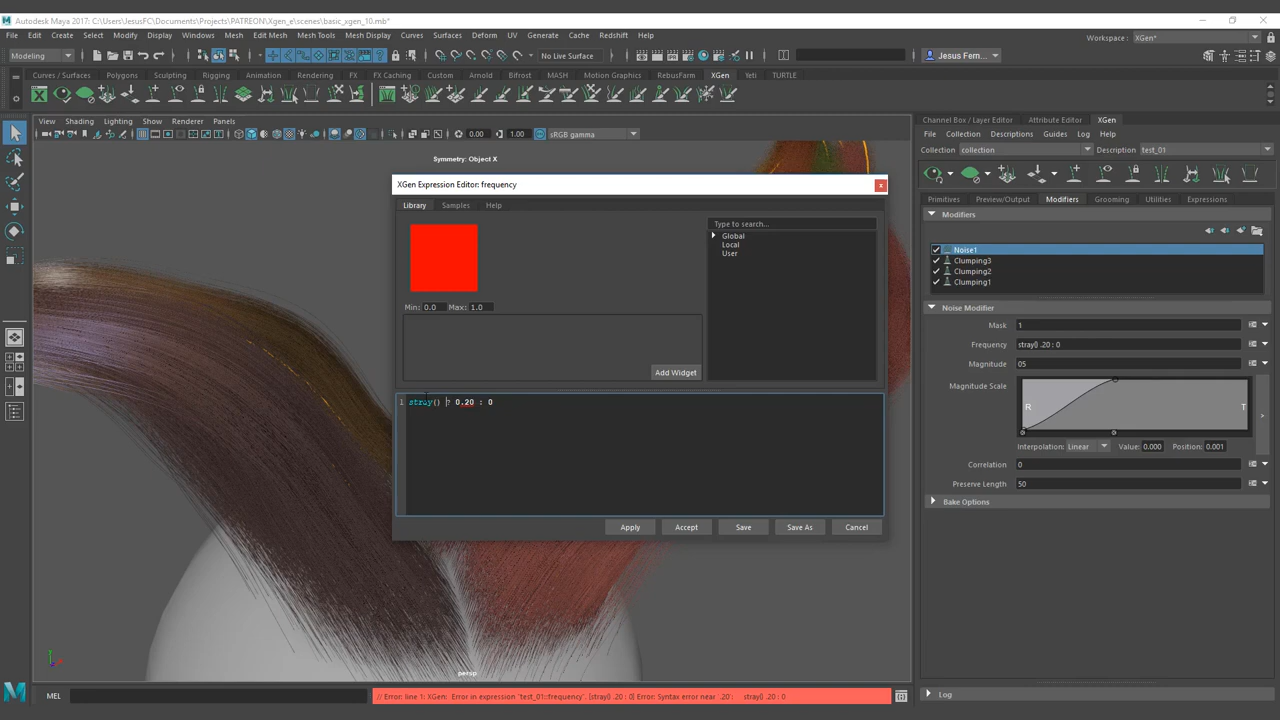 Autodesk Maya 2017: C:\Users\JesusFC\Documents\Projects\PATREON\Xgen_e\scenes\basic_xgen_10.mb*
File Edit Create Select Modify Display Windows Mesh Edit Mesh Mesh Tools Mesh Display Curves Surfaces Deform UV Generate Cache Redshift Help
Workspace : XGen*
Modeling
No Live Surface
Jesus Fern...
Curves / Surfaces Polygons Sculpting Rigging Animation Rendering FX FX Caching Custom Arnold Bifrost MASH Motion Graphics RebusFarm XGen Yeti TURTLE
View Shading Lighting Show Renderer Panels
0.00 1.00 sRGB gamma
Symmetry: Object X
XGen Expression Editor: frequency
Library Samples Help
Type to search...
Global
Local
User
Min: 0.0 Max: 1.0
Add Widget
1 stray() ? 0.20 : 0
Apply Accept Save Save As Cancel
persp
Channel Box / Layer Editor Attribute Editor XGen
File Collection Descriptions Guides Log Help
Collection collection Description test_01
Primitives Preview/Output Modifiers Grooming Utilities Expressions
Modifiers
Noise1
Clumping3
Clumping2
Clumping1
Noise Modifier
Mask 1
Frequency stray() .20 : 0
Magnitude 05
Magnitude Scale
R T
Interpolation: Linear Value: 0.000 Position: 0.001
Correlation 0
Preserve Length 50
Bake Options
Log
MEL
// Error: line 1: XGen: Error in expression 'test_01::frequency'. [stray() .20 : 0] Error: Syntax error near '.20': stray() .20 : 0